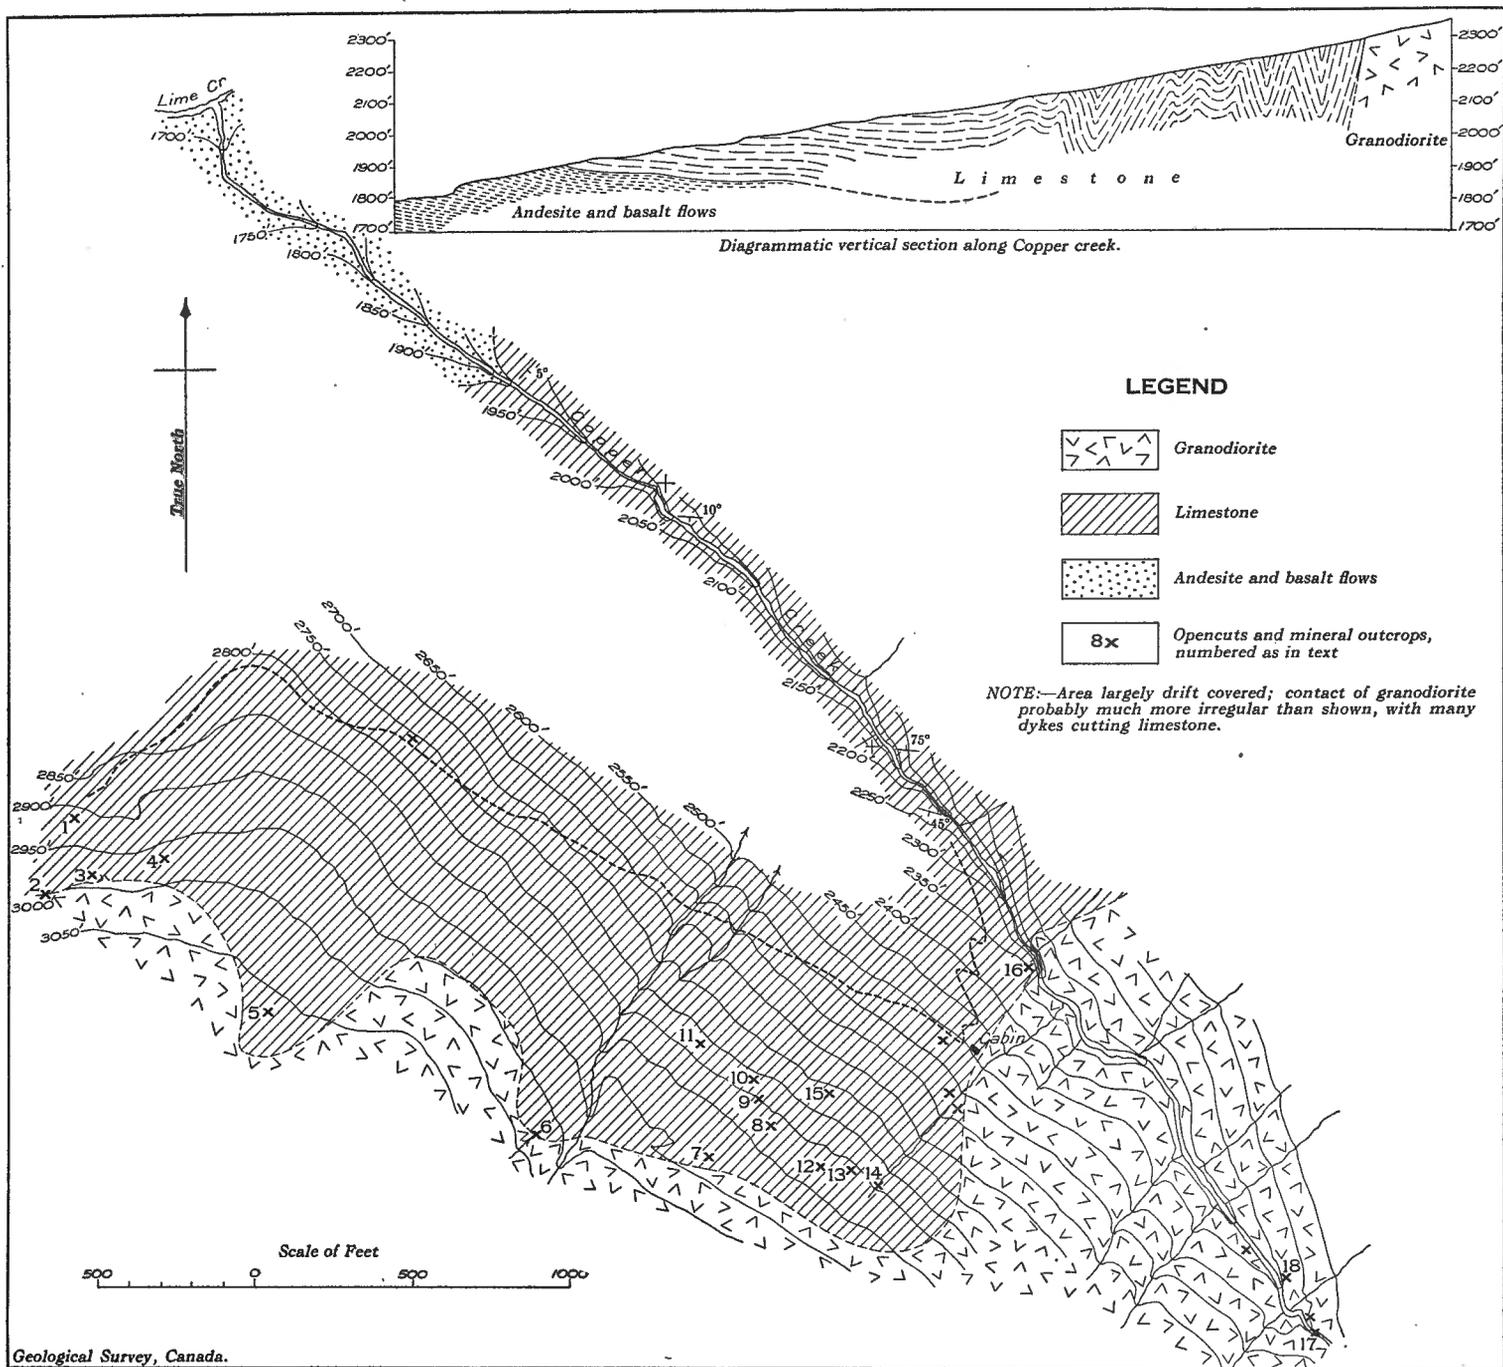 2300' 2300'
2200' 2200'
2100' 2100'
2000' 2000'
1900' 1900'
1800' 1800'
1700' 1700'
Granodiorite
Limestone
Andesite and basalt flows
Diagrammatic vertical section along Copper creek.
Lime Cr
1700'
1750'
1800'
1850'
1900'
5°
1950'
Copper
2000'
10°
2050'
2100'
Creek
2150'
75°
2200'
2250'
45°
2300'
2350'
2400'
2450'
2500'
2550'
2600'
2650'
2700'
2750'
2800'
2850'
2900'
2950'
3000'
3050'
True North
LEGEND
Granodiorite
Limestone
Andesite and basalt flows
8x Opencuts and mineral outcrops,
numbered as in text
NOTE:—Area largely drift covered; contact of granodiorite
probably much more irregular than shown, with many
dykes cutting limestone.
1
2
3
4
5
6
7
8
9
10
11
12
13
14
15
16
Cabin
18
17
Scale of Feet
500 0 500 1000
Geological Survey, Canada.